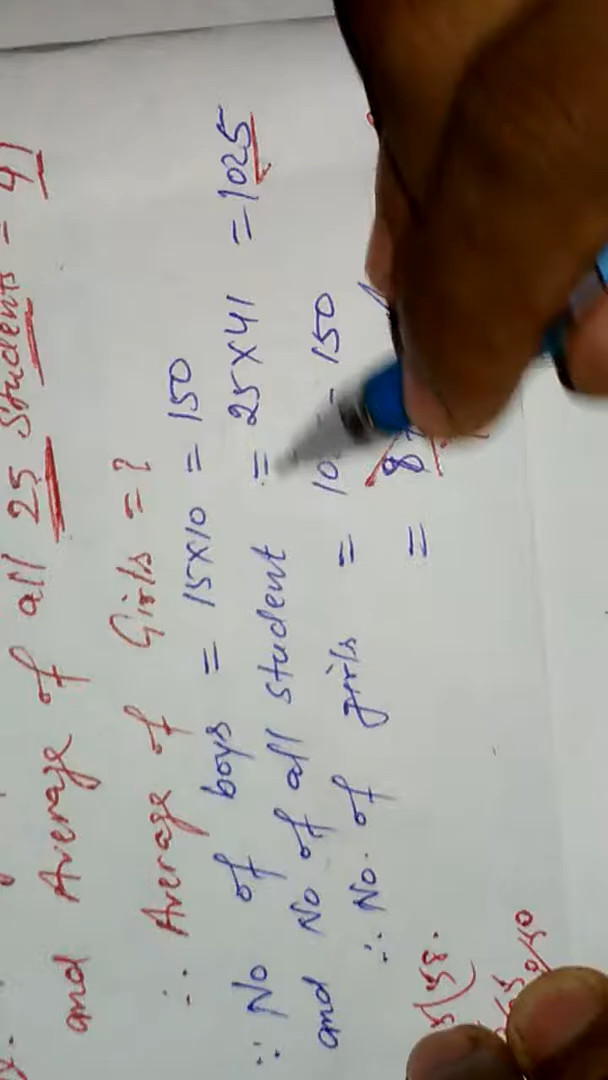 and Average of all 25 Students = 41
∴ Average of Girls = ?
∵ No of boys = 15×10 = 150
and No of all student = 25×41 = 1025
∴ No. of girls = 10 - 150
= 8